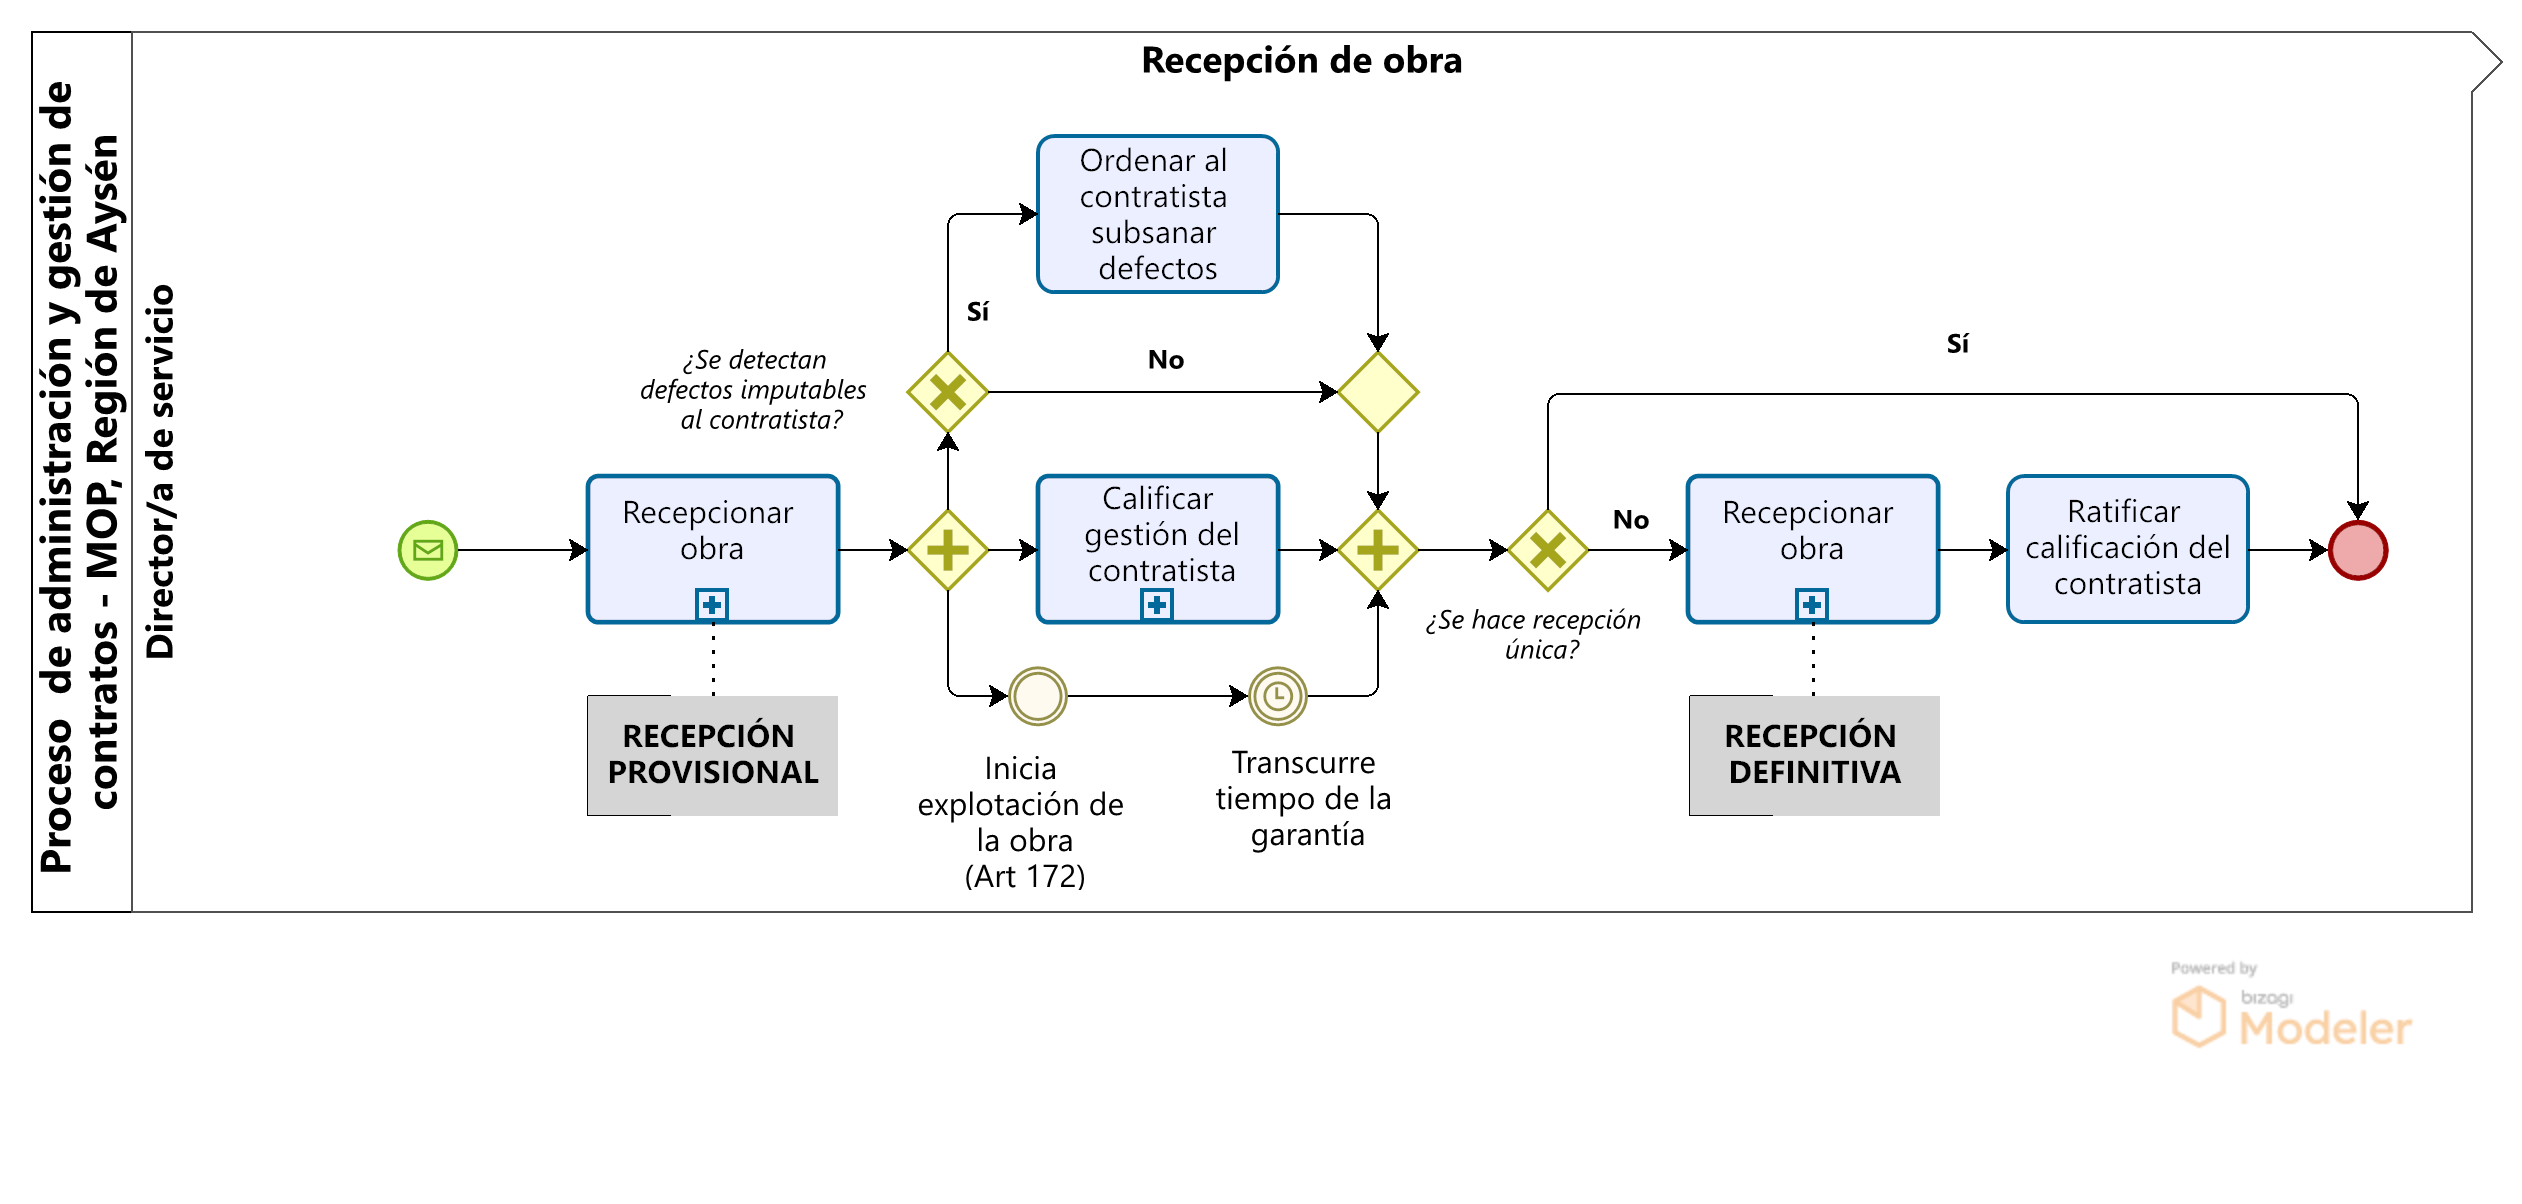 Proceso  de administración y gestión de
contratos - MOP, Región de Aysén
Director/a de servicio
Recepción de obra
Ordenar al
contratista
subsanar
defectos
Sí
¿Se detectan
defectos imputables
al contratista?
No
Sí
Recepcionar
obra
Calificar
gestión del
contratista
No
¿Se hace recepción
única?
Recepcionar
obra
Ratificar
calificación del
contratista
RECEPCIÓN
PROVISIONAL
Inicia
explotación de
la obra
(Art 172)
Transcurre
tiempo de la
garantía
RECEPCIÓN
DEFINITIVA
Powered by
bizagi
Modeler